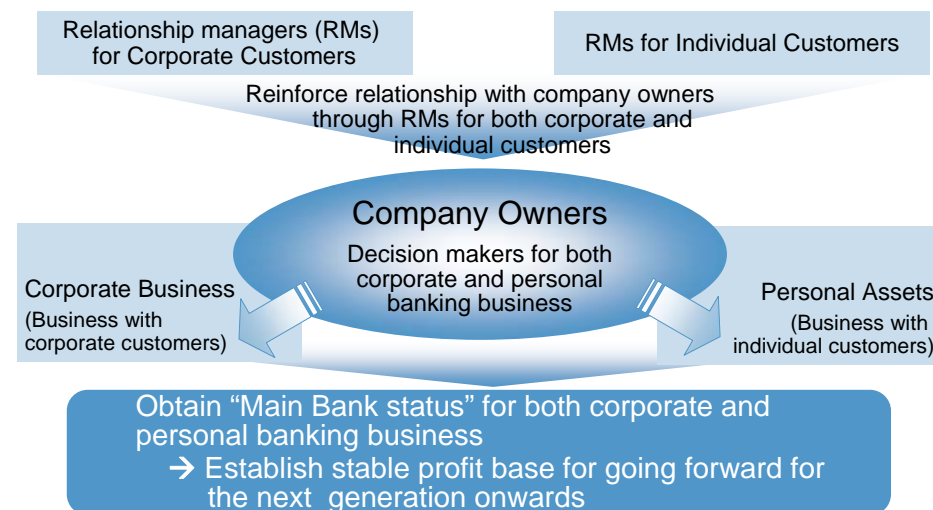 Relationship managers (RMs)
for Corporate Customers
RMs for Individual Customers
Reinforce relationship with company owners
through RMs for both corporate and
individual customers
Company Owners
Decision makers for both
corporate and personal
banking business
Corporate Business
(Business with
corporate customers)
Personal Assets
(Business with
individual customers)
Obtain “Main Bank status” for both corporate and
personal banking business
→ Establish stable profit base for going forward for
the next generation onwards